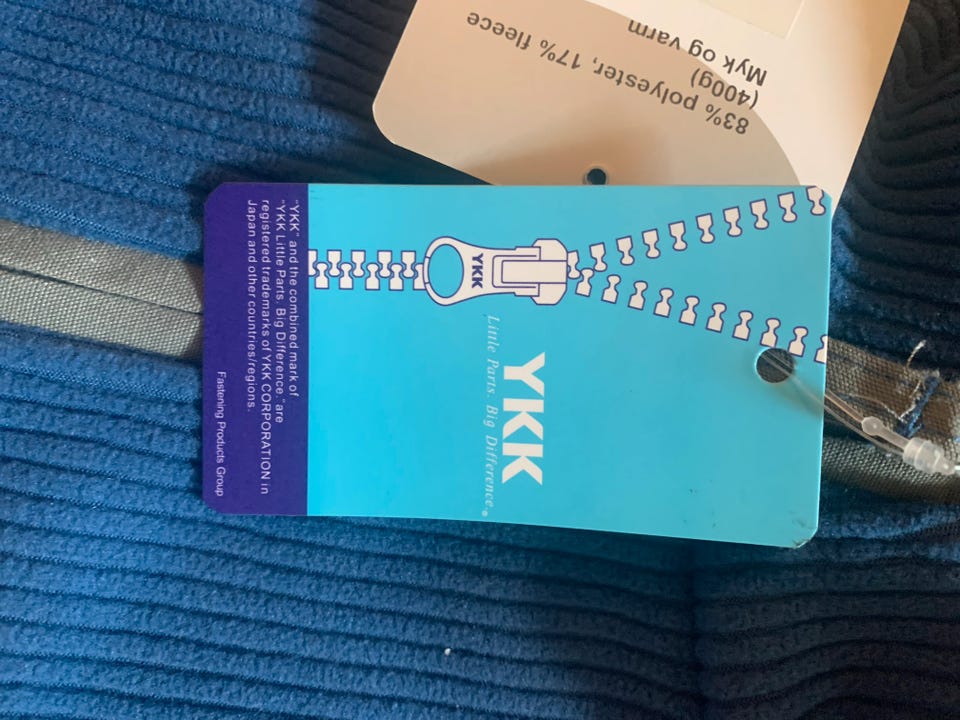 83% polyester, 17% fleece
(400g)
Myk og varm
YKK
YKK
Little Parts. Big Difference.®
"YKK" and the combined mark of
"YKK Little Parts. Big Difference." are
registered trademarks of YKK CORPORATION in
Japan and other countries/regions.
Fastening Products Group